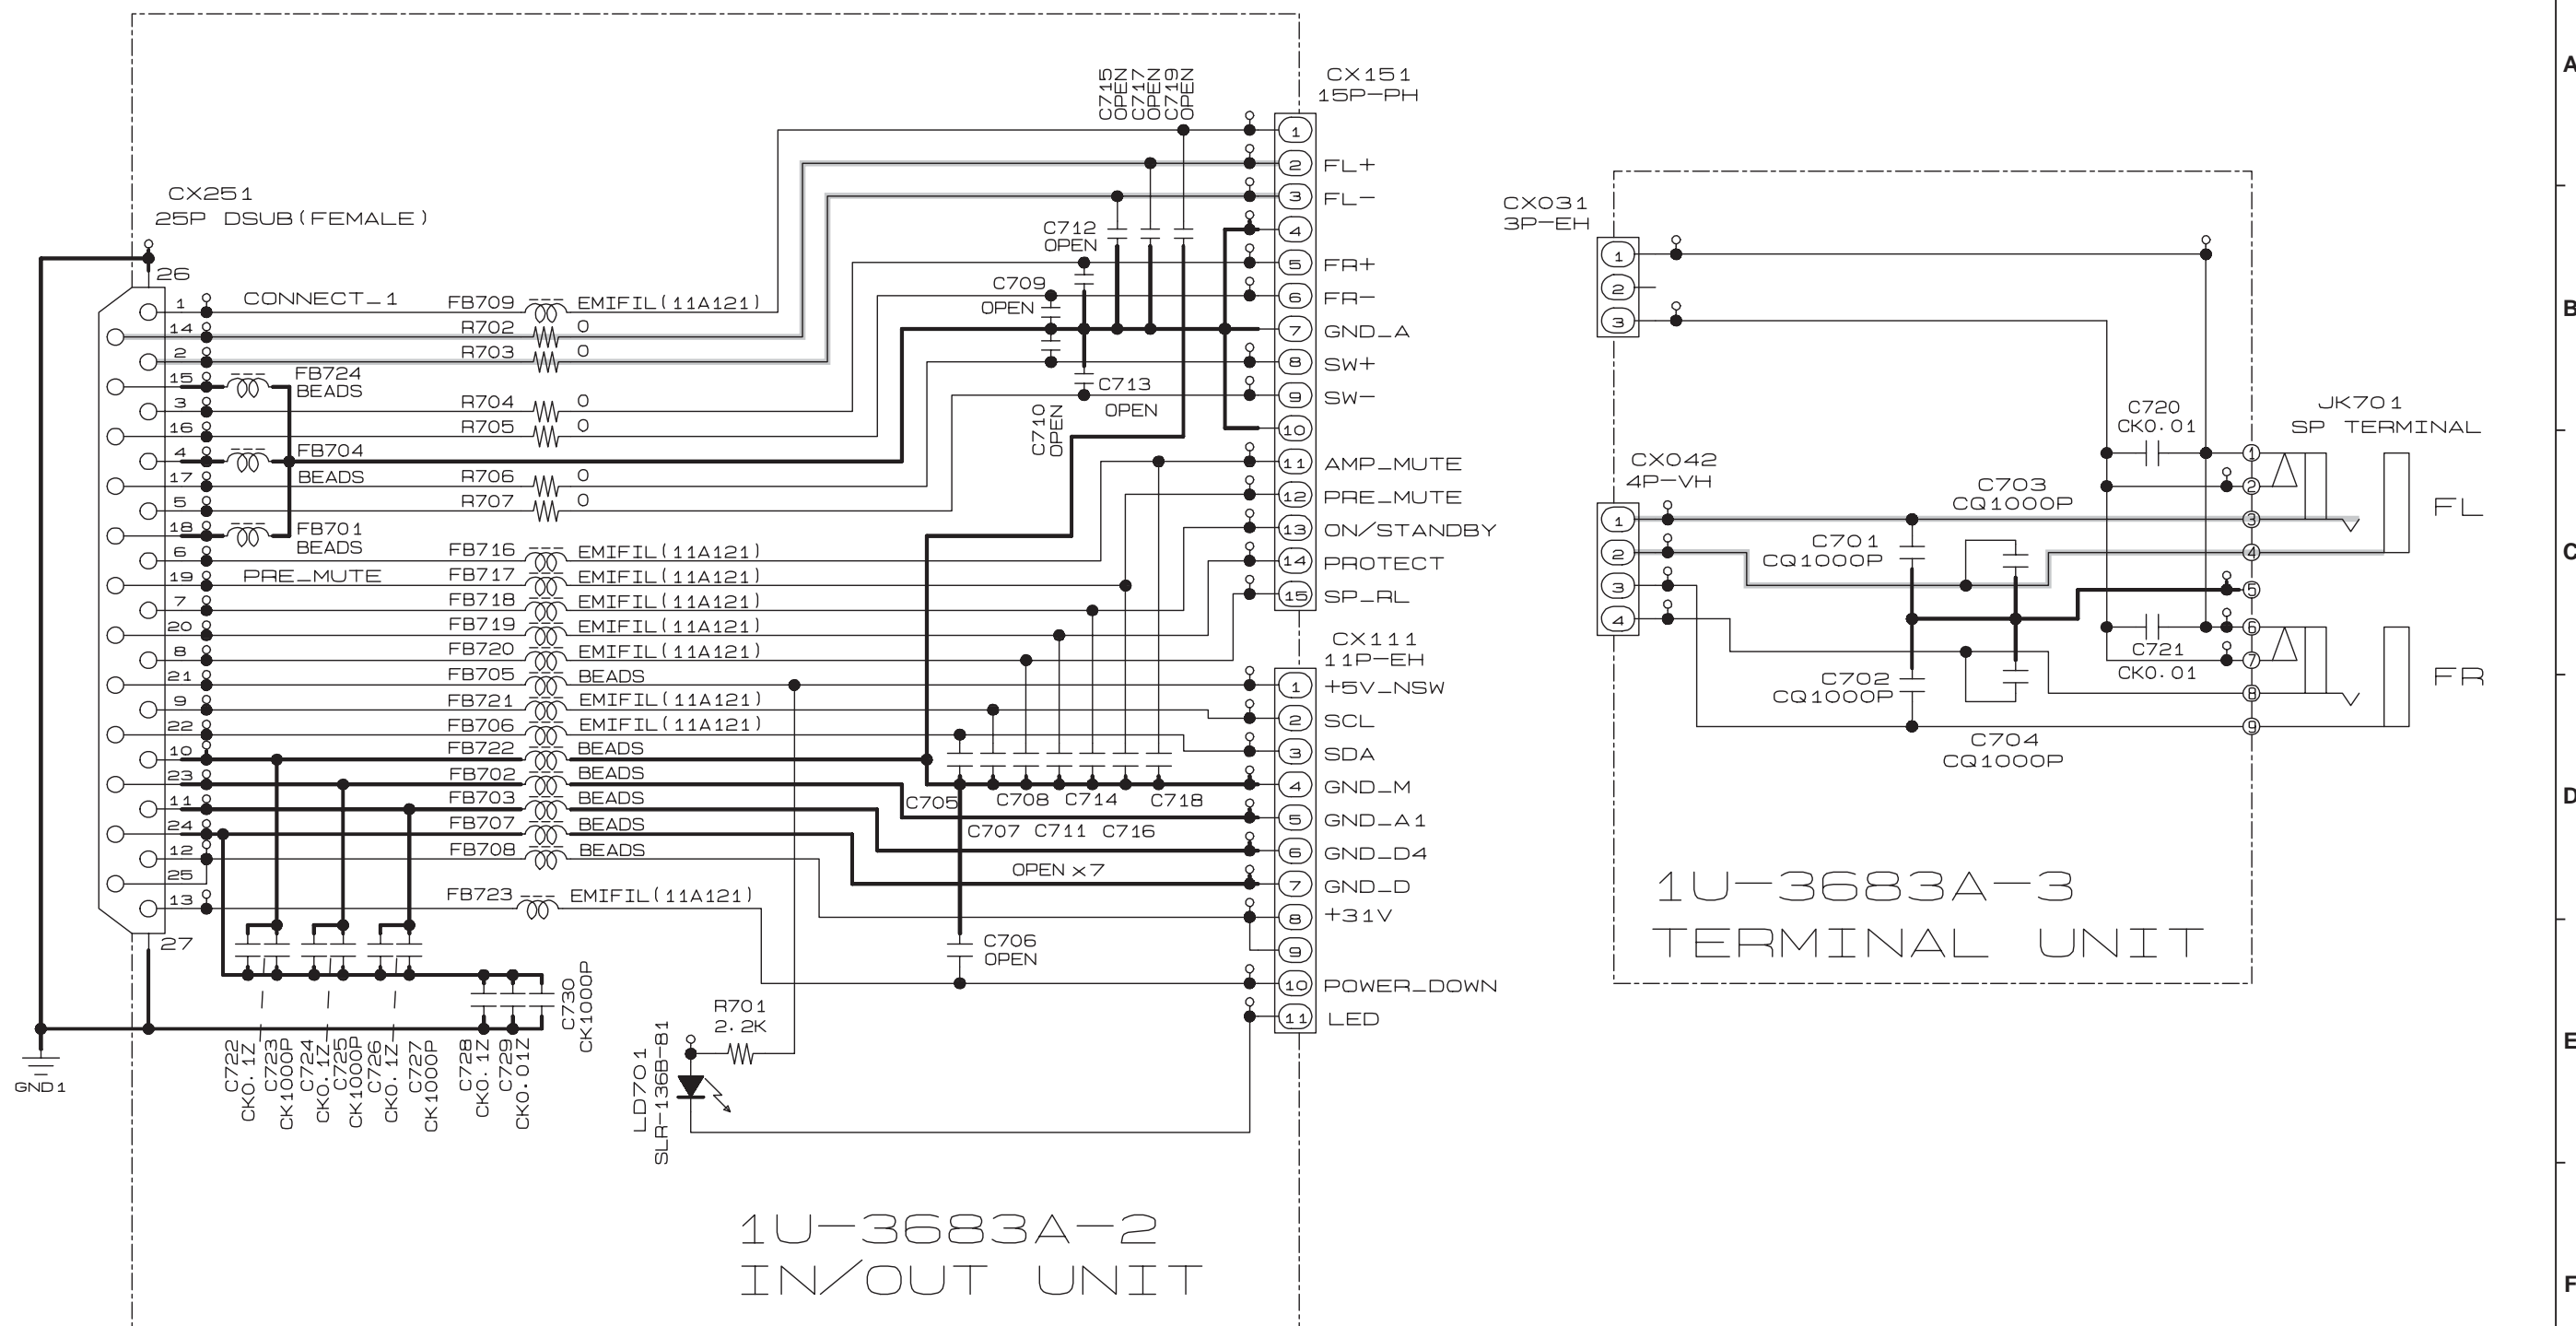 A
B
C
D
E
F
CX251
25P DSUB(FEMALE)
26
1
14
2
15
3
16
4
17
5
18
6
19
7
20
8
21
9
22
10
23
11
24
12
25
13
27
GND1
CONNECT_1
PRE_MUTE
FB709 EMIFIL(11A121)
R702 0
R703 0
FB724
BEADS
R704 0
R705 0
FB704
BEADS
R706 0
R707 0
FB701
BEADS
FB716 EMIFIL(11A121)
FB717 EMIFIL(11A121)
FB718 EMIFIL(11A121)
FB719 EMIFIL(11A121)
FB720 EMIFIL(11A121)
FB705 BEADS
FB721 EMIFIL(11A121)
FB706 EMIFIL(11A121)
FB722 BEADS
FB702 BEADS
FB703 BEADS
FB707 BEADS
FB708 BEADS
FB723 EMIFIL(11A121)
C722
CK0.1Z
C723
CK1000P
C724
CK0.1Z
C725
CK1000P
C726
CK0.1Z
C727
CK1000P
C728
CK0.1Z
C729
CK0.01Z
C730
CK1000P
LD701
SLR-136B-B1
R701
2.2K
C715
OPEN
C717
OPEN
C719
OPEN
C712
OPEN
C709
OPEN
C713
OPEN
C710
OPEN
C705
C708
C714
C718
C707
C711
C716
OPEN x7
C706
OPEN
CX151
15P-PH
1
2 FL+
3 FL-
4
5 FR+
6 FR-
7 GND_A
8 SW+
9 SW-
10
11 AMP_MUTE
12 PRE_MUTE
13 ON/STANDBY
14 PROTECT
15 SP_RL
CX111
11P-EH
1 +5V_NSW
2 SCL
3 SDA
4 GND_M
5 GND_A1
6 GND_D4
7 GND_D
8 +31V
9
10 POWER_DOWN
11 LED
1U-3683A-2
IN/OUT UNIT
CX031
3P-EH
1
2
3
CX042
4P-VH
1
2
3
4
C703
CQ1000P
C701
CQ1000P
C702
CQ1000P
C704
CQ1000P
C720
CK0.01
C721
CK0.01
JK701
SP TERMINAL
1
2
3
4
5
6
7
8
9
FL
FR
1U-3683A-3
TERMINAL UNIT